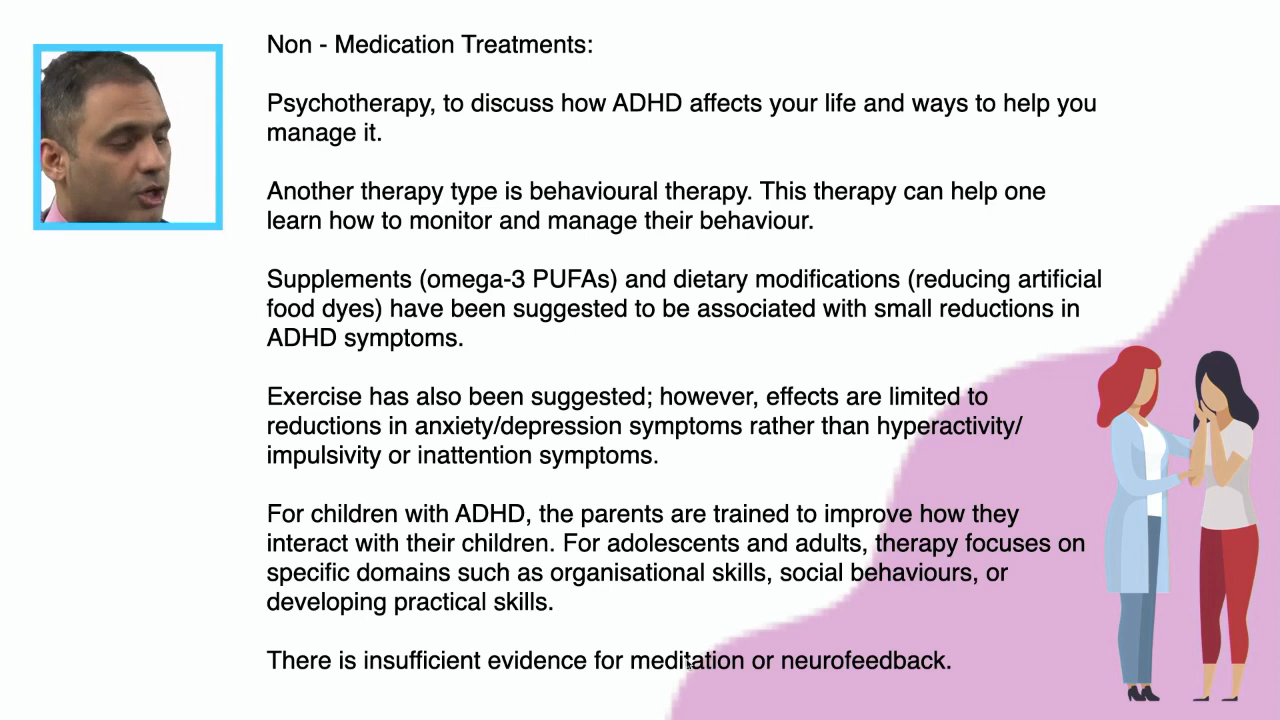 Non - Medication Treatments:
Psychotherapy, to discuss how ADHD affects your life and ways to help you
manage it.
Another therapy type is behavioural therapy. This therapy can help one
learn how to monitor and manage their behaviour.
Supplements (omega-3 PUFAs) and dietary modifications (reducing artificial
food dyes) have been suggested to be associated with small reductions in
ADHD symptoms.
Exercise has also been suggested; however, effects are limited to
reductions in anxiety/depression symptoms rather than hyperactivity/
impulsivity or inattention symptoms.
For children with ADHD, the parents are trained to improve how they
interact with their children. For adolescents and adults, therapy focuses on
specific domains such as organisational skills, social behaviours, or
developing practical skills.
There is insufficient evidence for meditation or neurofeedback.